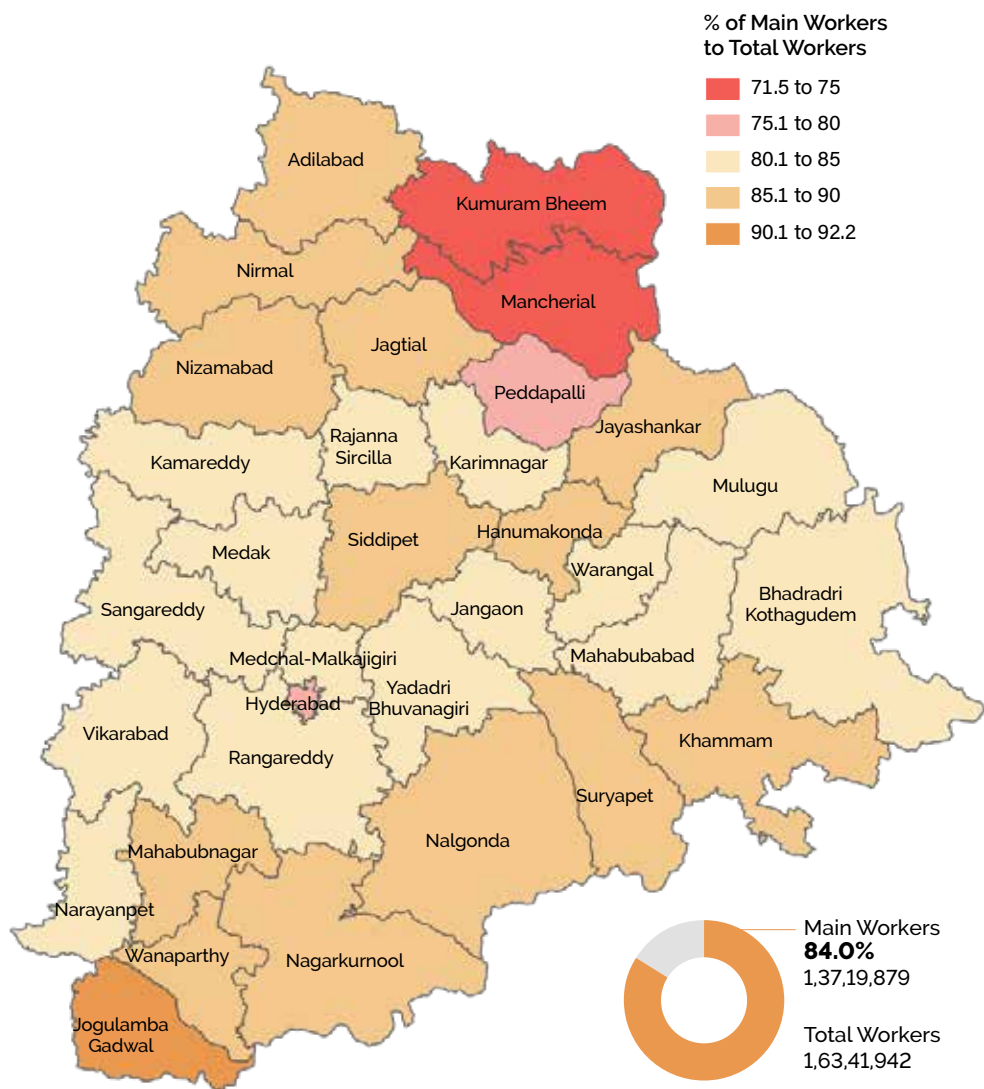 % of Main Workers
to Total Workers
71.5 to 75
75.1 to 80
80.1 to 85
85.1 to 90
90.1 to 92.2
Adilabad
Kumuram Bheem
Nirmal
Mancherial
Jagtial
Nizamabad
Peddapalli
Jayashankar
Rajanna
Sircilla
Kamareddy
Karimnagar
Mulugu
Siddipet
Hanumakonda
Medak
Warangal
Bhadradri
Kothagudem
Sangareddy
Jangaon
Medchal-Malkajigiri
Mahabubabad
Yadadri
Bhuvanagiri
Hyderabad
Vikarabad
Rangareddy
Khammam
Suryapet
Nalgonda
Mahabubnagar
Narayanpet
Wanaparthy
Nagarkurnool
Jogulamba
Gadwal
Main Workers
84.0%
1,37,19,879
Total Workers
1,63,41,942